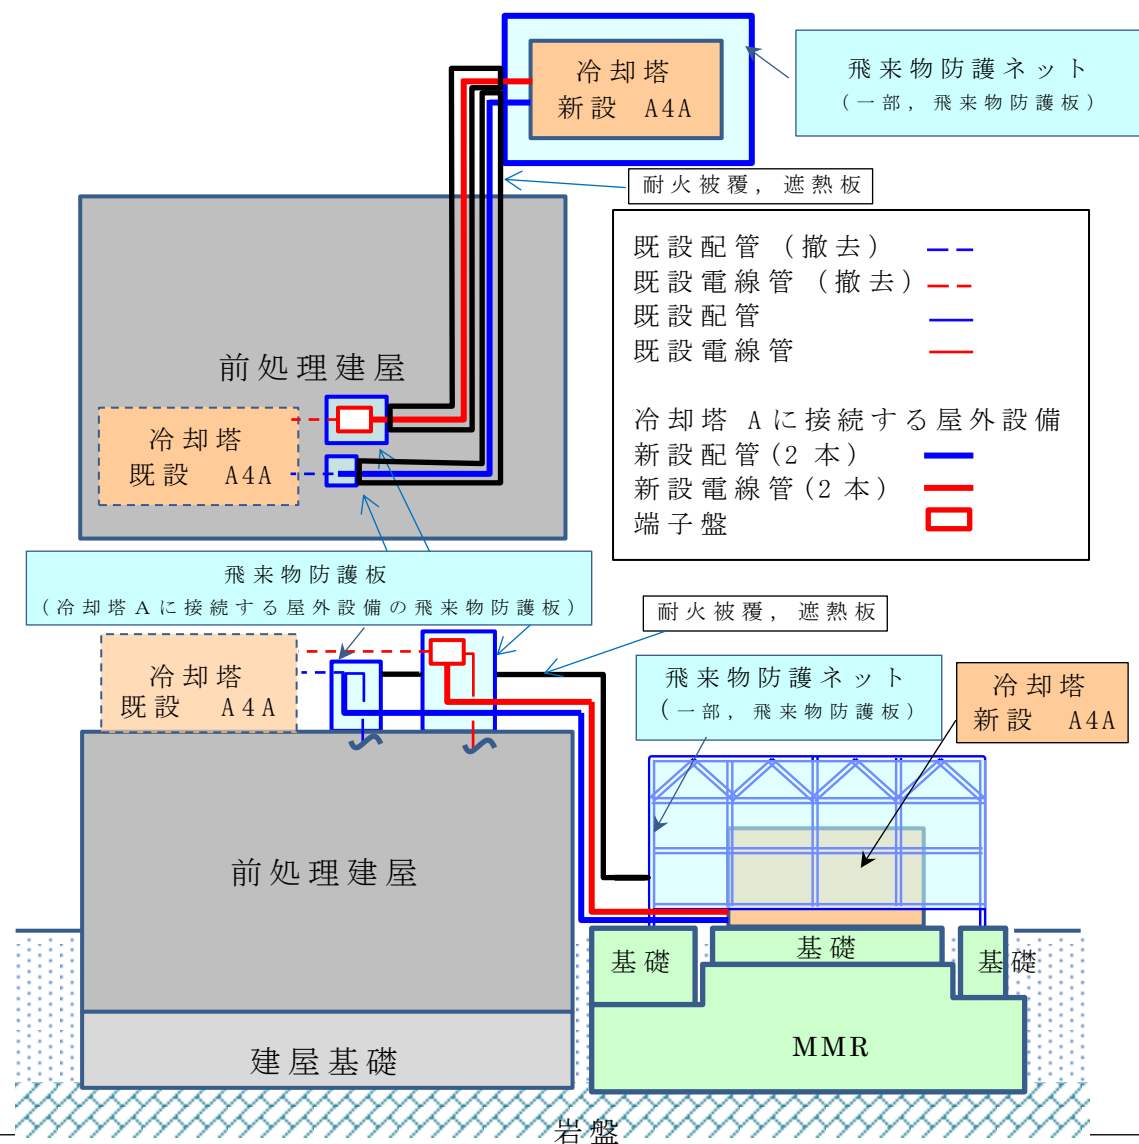 冷却塔
新設 A4A
飛来物防護ネット
(一部, 飛来物防護板)
耐火被覆, 遮熱板
既設配管 (撤去)
既設電線管 (撤去)
既設配管
既設電線管
冷却塔 Aに接続する屋外設備
新設配管(2 本)
新設電線管(2 本)
端子盤
前処理建屋
冷却塔
既設 A4A
飛来物防護板
(冷却塔Aに接続する屋外設備の飛来物防護板)
耐火被覆, 遮熱板
冷却塔
既設 A4A
飛来物防護ネット
(一部, 飛来物防護板)
冷却塔
新設 A4A
前処理建屋
基礎
基礎
基礎
MMR
建屋基礎
岩盤